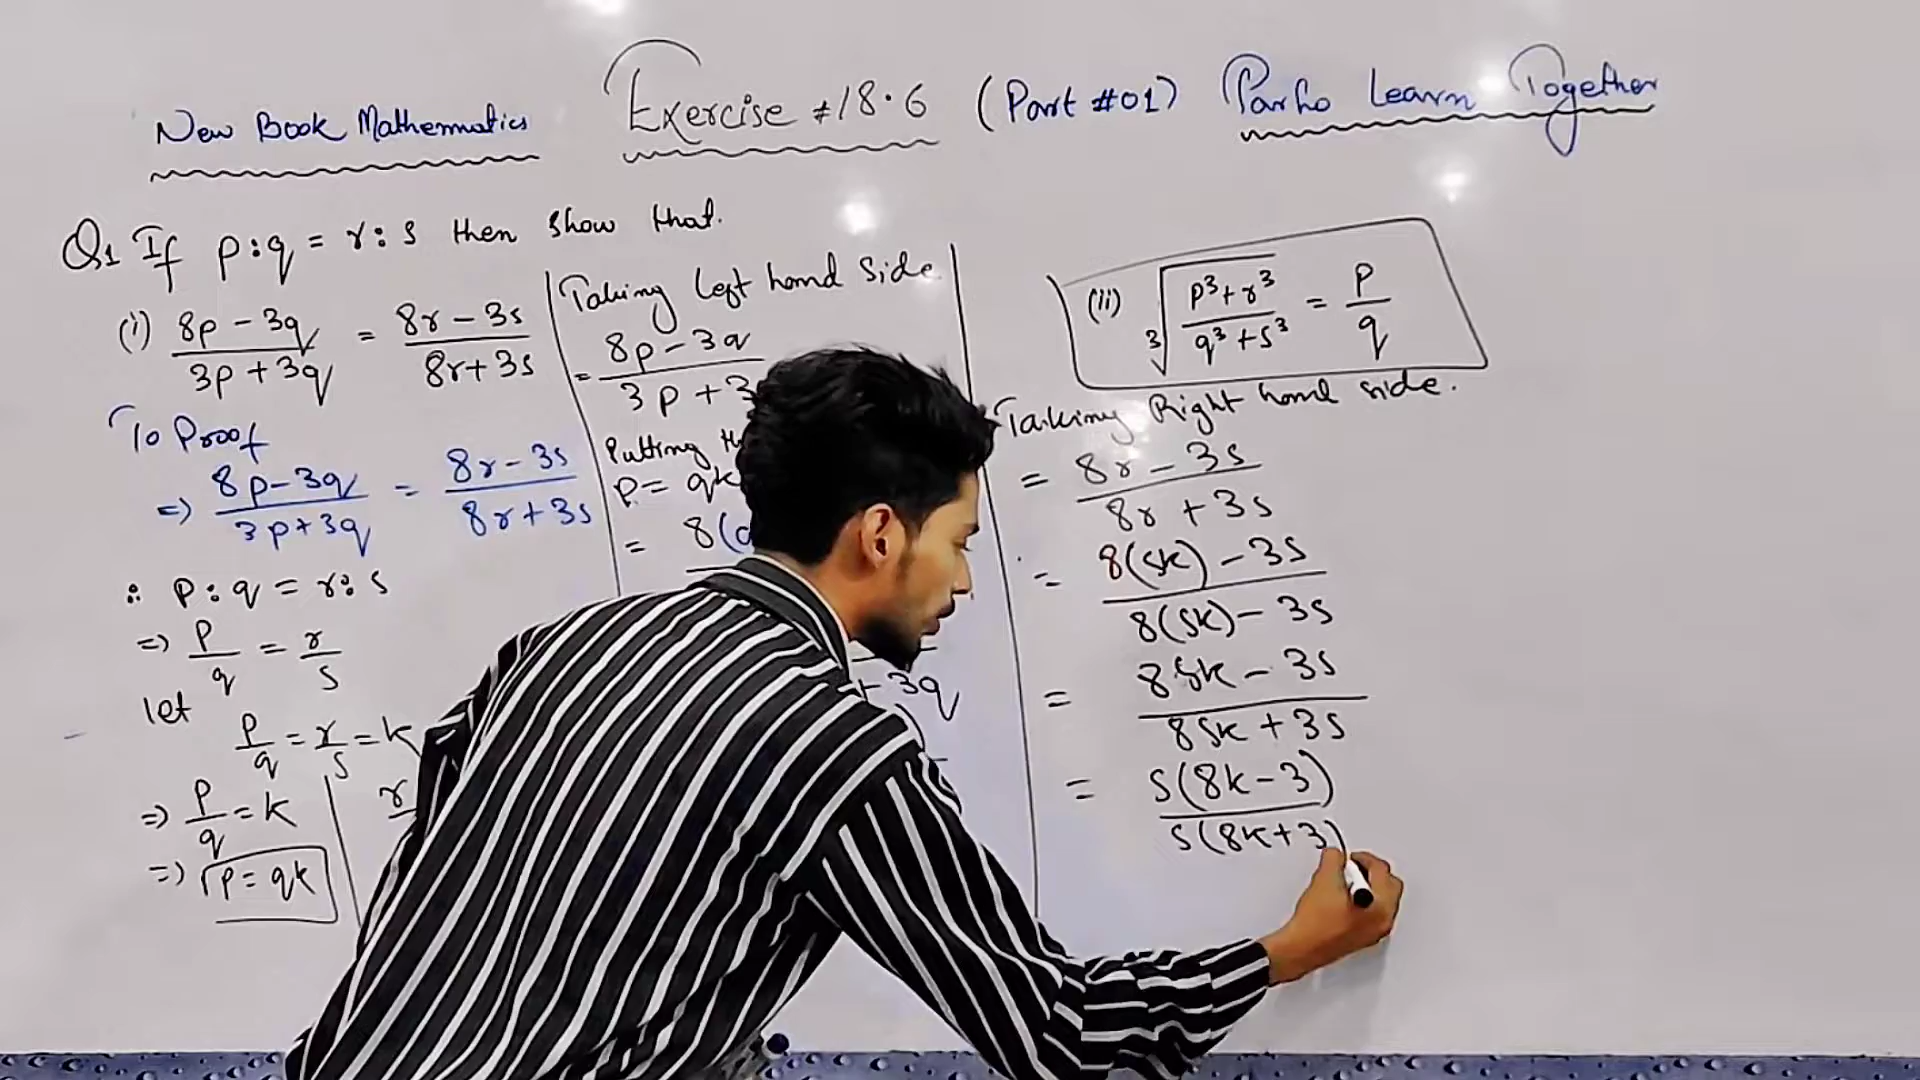 New Book Mathematics Exercise #18.6 (Part #01) Parho Learn Together
Q1 If p:q = r:s then show that.
(i) 8p-3q/3p+3q = 8r-3s/8r+3s
To Proof
=> 8p-3q/3p+3q = 8r-3s/8r+3s
∴ p:q = r:s
=> p/q = r/s
let
p/q = r/s = k
=> p/q = k
=> p = qk
r
Taking left hand side
= 8p-3q/3p+3
Putting
p = qk
= 8(
+3q
(ii) ∛(p³+r³/q³+s³) = p/q
Taking Right hand side.
= 8r-3s/8r+3s
= 8(sk)-3s/8(sk)-3s
= 8sk-3s/8sk+3s
= s(8k-3)/s(8k+3)